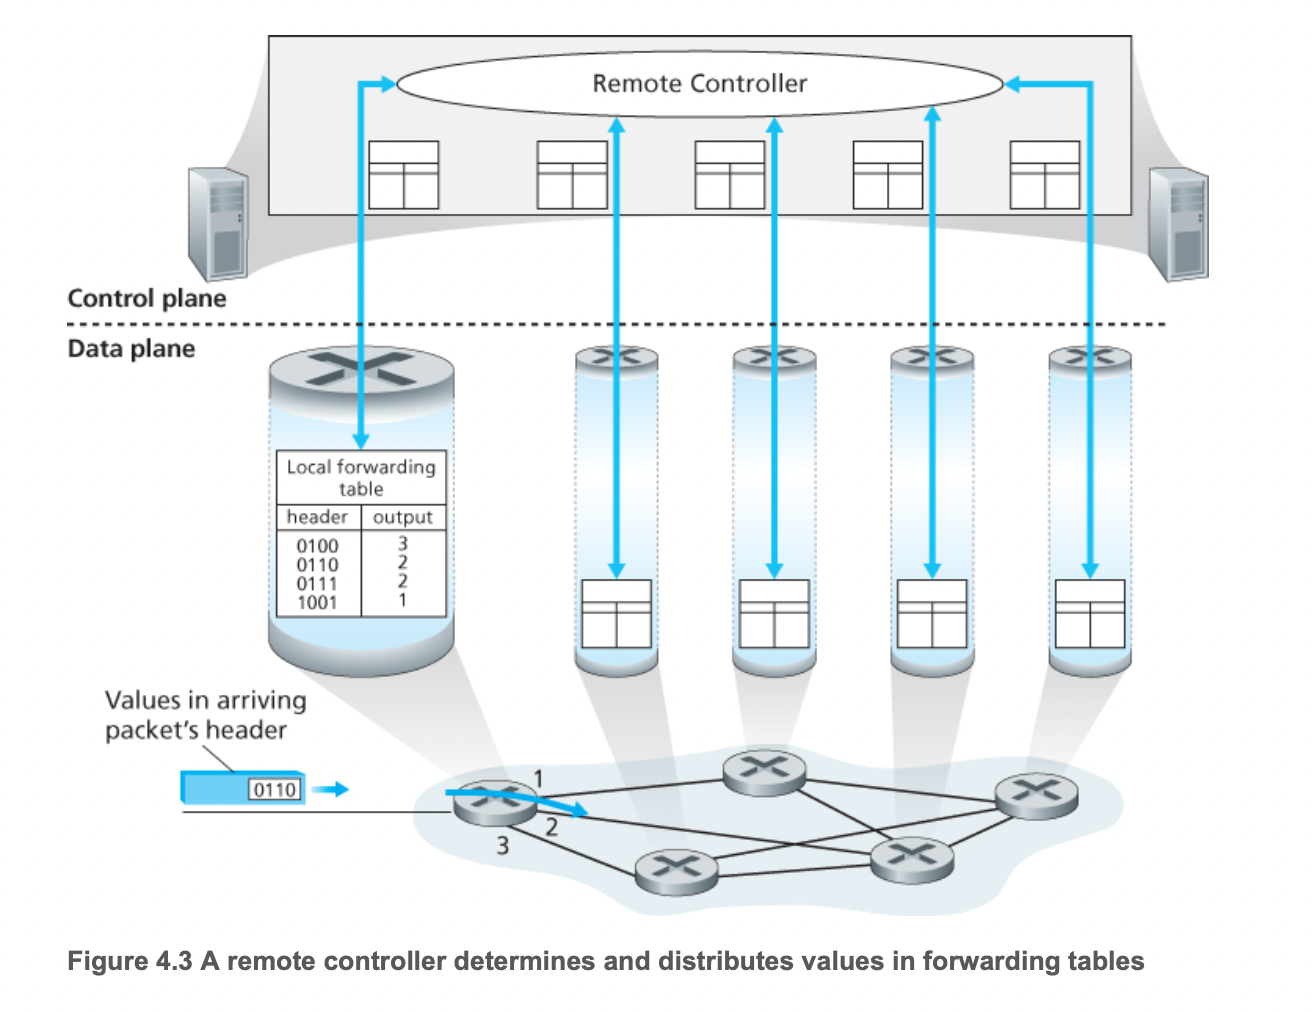 Remote Controller
Control plane
Data plane
Local forwarding
table
header output
0100 3
0110 2
0111 2
1001 1
Values in arriving
packet's header
0110
1
2
3
Figure 4.3 A remote controller determines and distributes values in forwarding tables